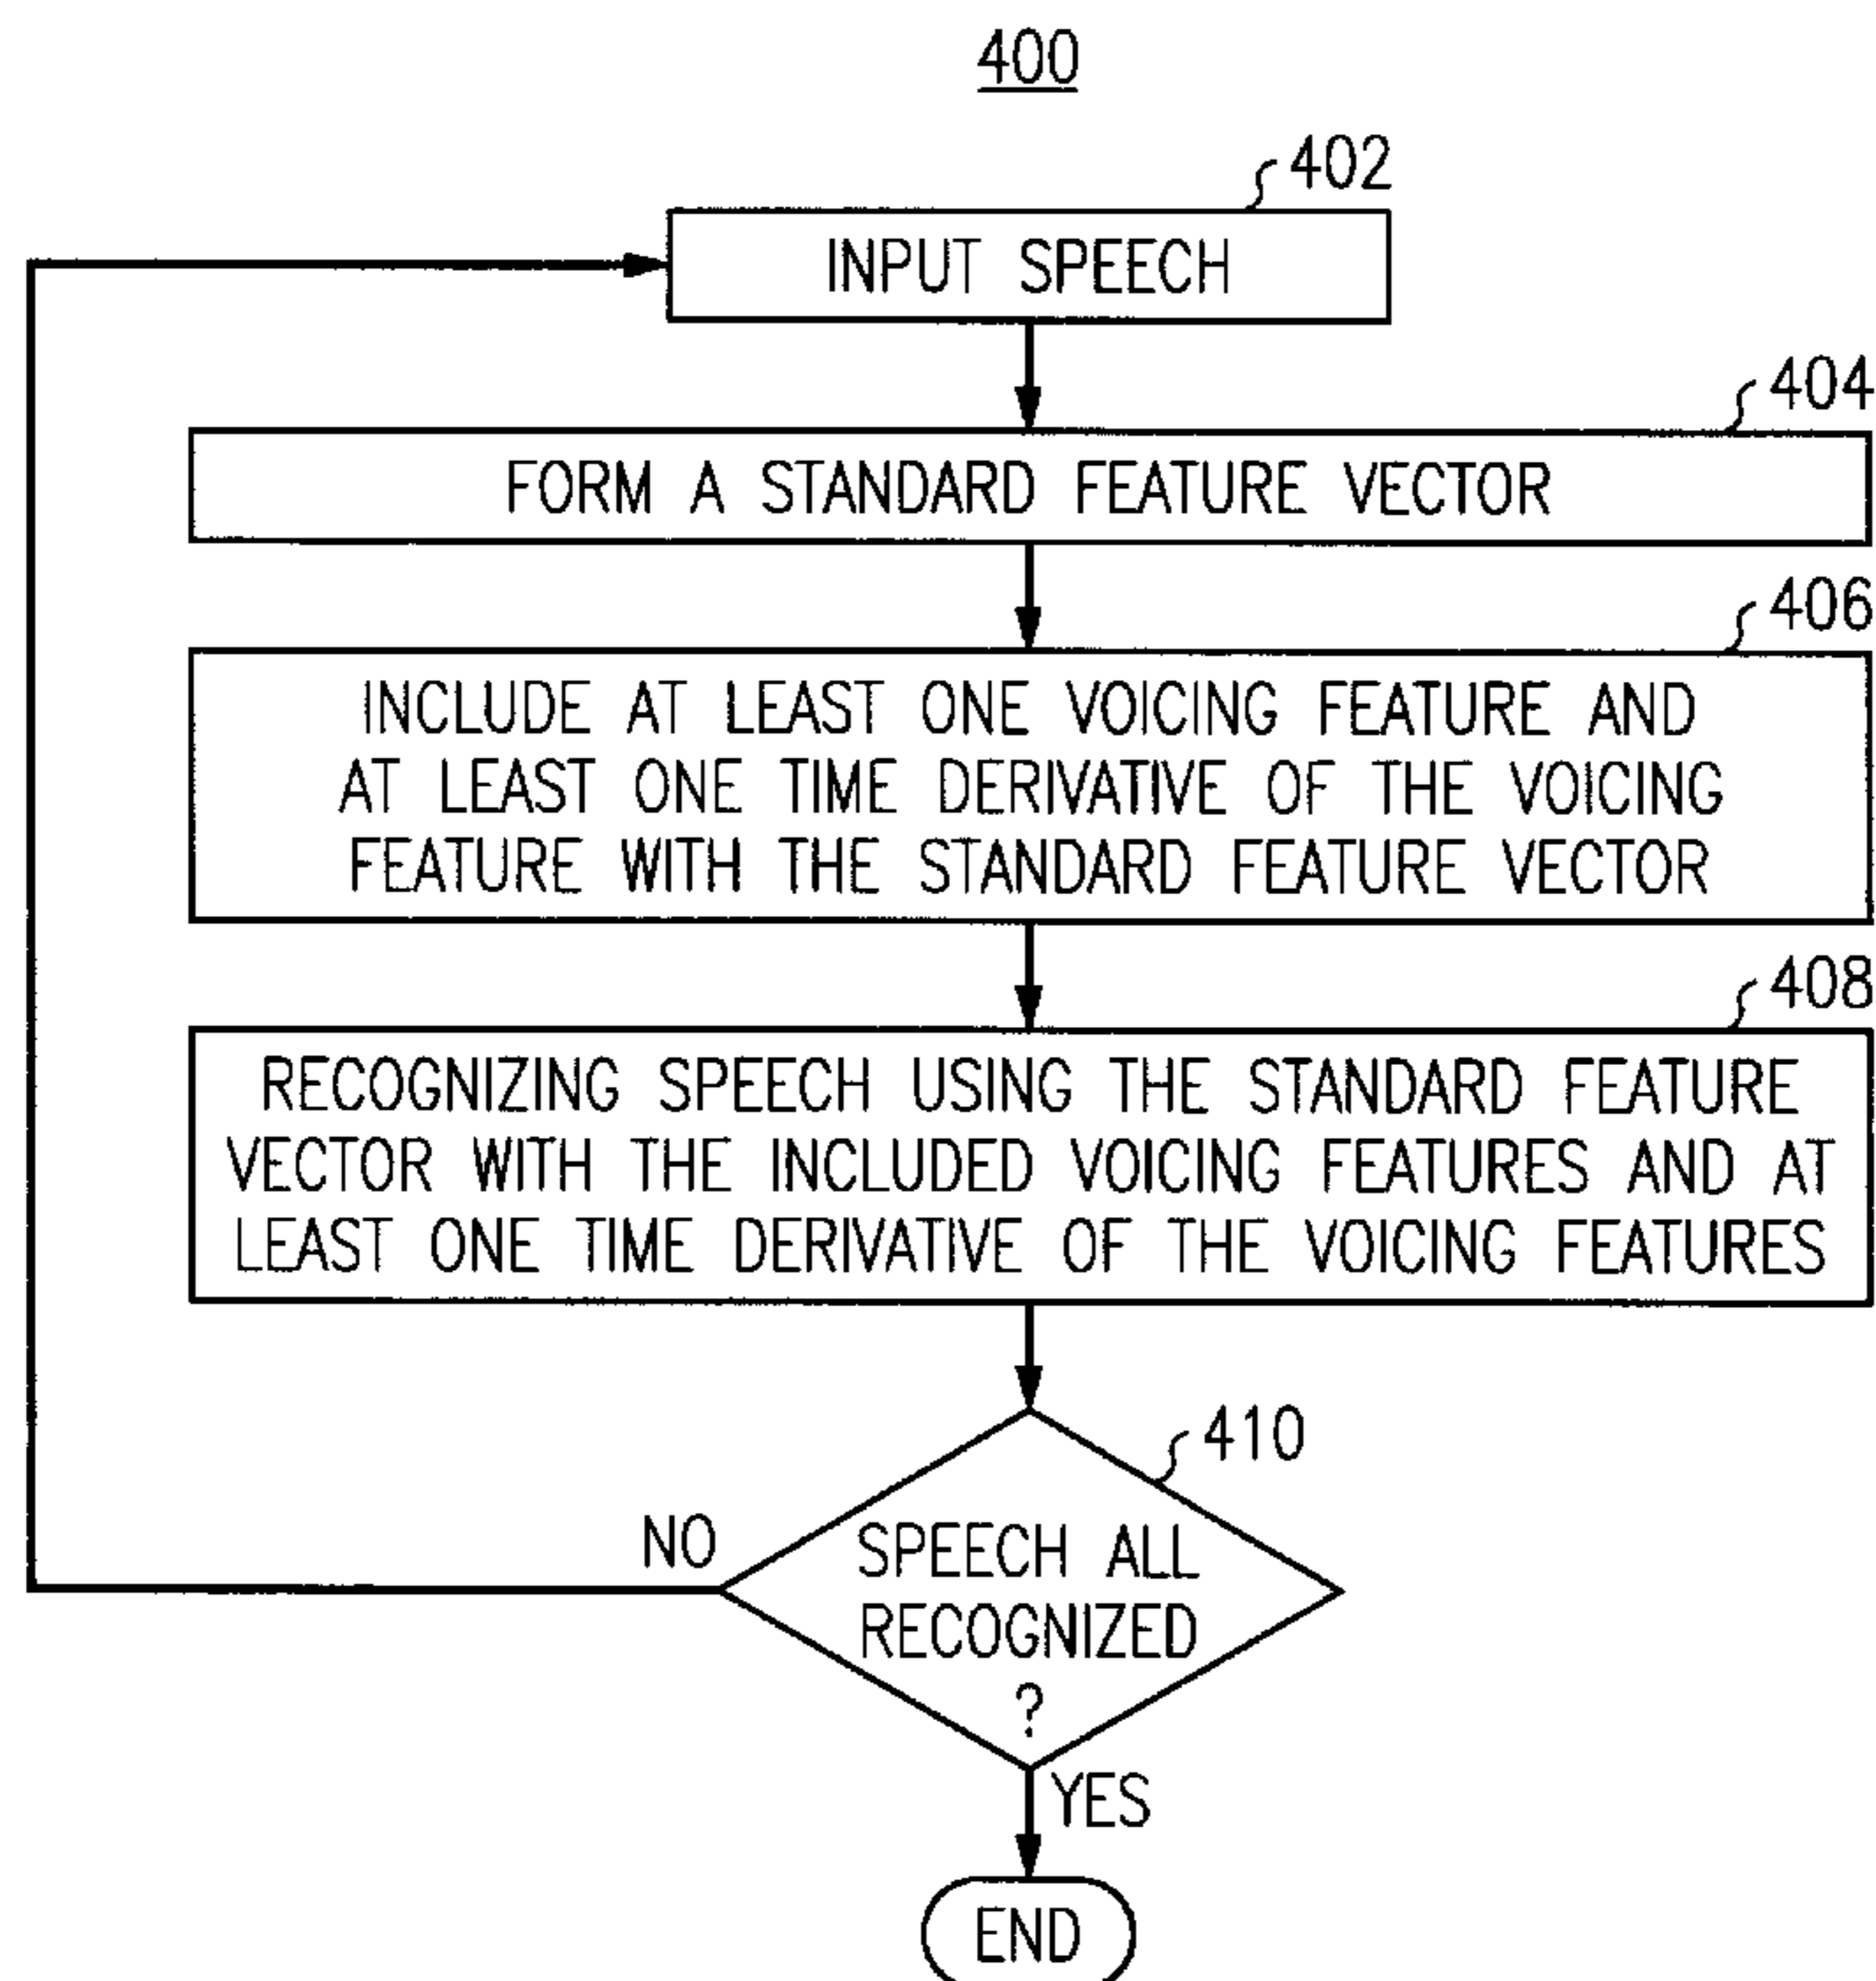 400
402
INPUT SPEECH
404
FORM A STANDARD FEATURE VECTOR
406
INCLUDE AT LEAST ONE VOICING FEATURE AND
AT LEAST ONE TIME DERIVATIVE OF THE VOICING
FEATURE WITH THE STANDARD FEATURE VECTOR
408
RECOGNIZING SPEECH USING THE STANDARD FEATURE
VECTOR WITH THE INCLUDED VOICING FEATURES AND AT
LEAST ONE TIME DERIVATIVE OF THE VOICING FEATURES
410
NO
SPEECH ALL
RECOGNIZED
?
YES
END